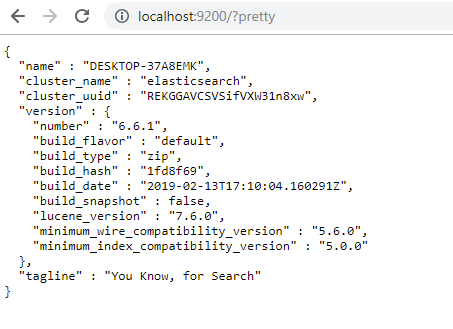 localhost:9200/?pretty
{
  "name" : "DESKTOP-37A8EMK",
  "cluster_name" : "elasticsearch",
  "cluster_uuid" : "REKGGAVCSVSifVXW31n8xw",
  "version" : {
    "number" : "6.6.1",
    "build_flavor" : "default",
    "build_type" : "zip",
    "build_hash" : "1fd8f69",
    "build_date" : "2019-02-13T17:10:04.160291Z",
    "build_snapshot" : false,
    "lucene_version" : "7.6.0",
    "minimum_wire_compatibility_version" : "5.6.0",
    "minimum_index_compatibility_version" : "5.0.0"
  },
  "tagline" : "You Know, for Search"
}